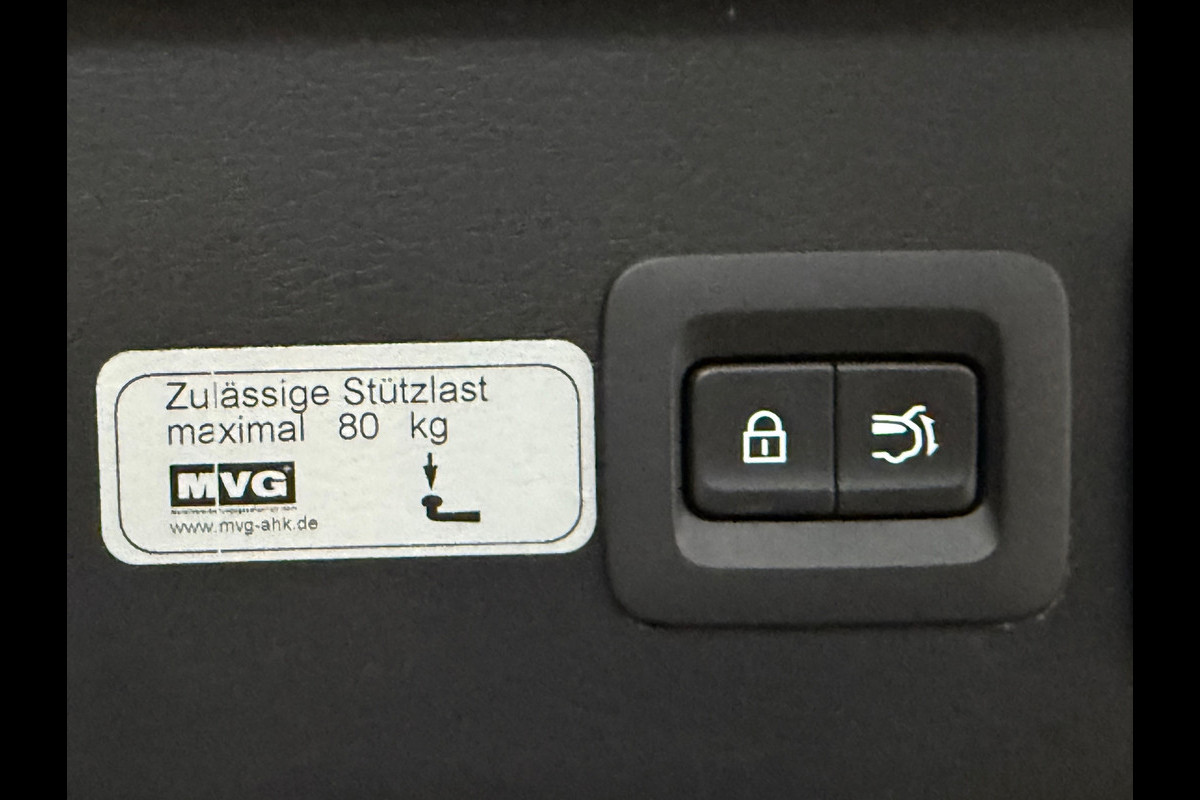 Zulässige Stützlast
maximal 80 kg
MVG
www.mvg-ahk.de